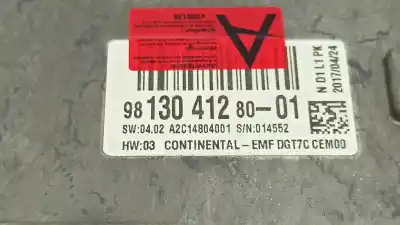 A
N D1 L1 PK
2017/04/24
98 130 412 80-01
SW:04.02 A2C14804001 S/N:014552
HW:03 CONTINENTAL-EMF DGT7C CEM00